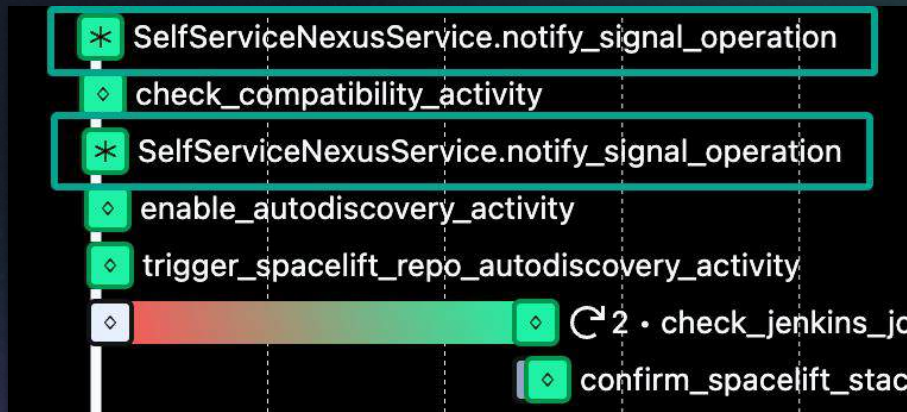 SelfServiceNexusService.notify_signal_operation
check_compatibility_activity
SelfServiceNexusService.notify_signal_operation
enable_autodiscovery_activity
trigger_spacelift_repo_autodiscovery_activity
2 • check_jenkins_jo
confirm_spacelift_stac